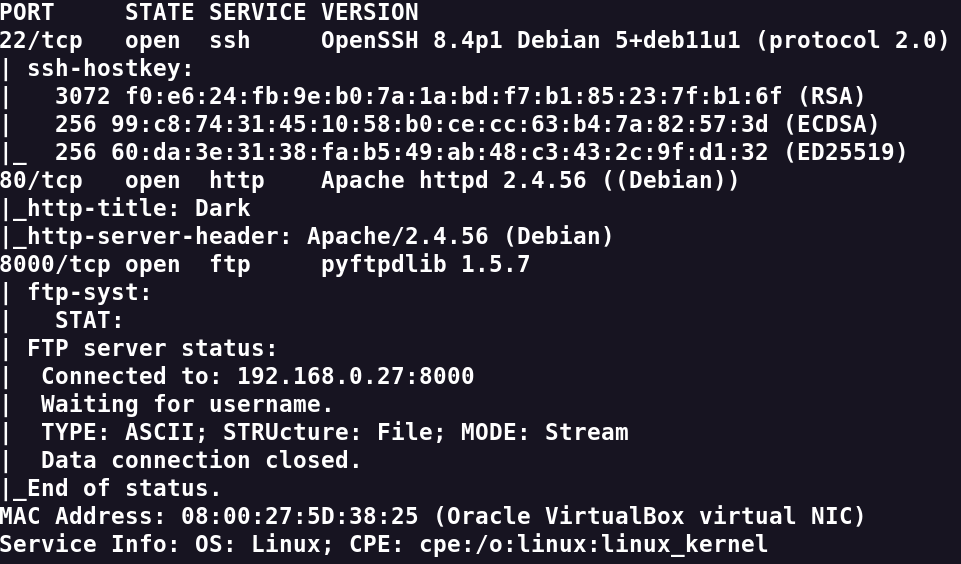 PORT     STATE SERVICE VERSION
22/tcp   open  ssh     OpenSSH 8.4p1 Debian 5+deb11u1 (protocol 2.0)
| ssh-hostkey:
|   3072 f0:e6:24:fb:9e:b0:7a:1a:bd:f7:b1:85:23:7f:b1:6f (RSA)
|   256 99:c8:74:31:45:10:58:b0:ce:cc:63:b4:7a:82:57:3d (ECDSA)
|_  256 60:da:3e:31:38:fa:b5:49:ab:48:c3:43:2c:9f:d1:32 (ED25519)
80/tcp   open  http    Apache httpd 2.4.56 ((Debian))
|_http-title: Dark
|_http-server-header: Apache/2.4.56 (Debian)
8000/tcp open  ftp     pyftpdlib 1.5.7
| ftp-syst:
|   STAT:
| FTP server status:
|  Connected to: 192.168.0.27:8000
|  Waiting for username.
|  TYPE: ASCII; STRUcture: File; MODE: Stream
|  Data connection closed.
|_End of status.
MAC Address: 08:00:27:5D:38:25 (Oracle VirtualBox virtual NIC)
Service Info: OS: Linux; CPE: cpe:/o:linux:linux_kernel